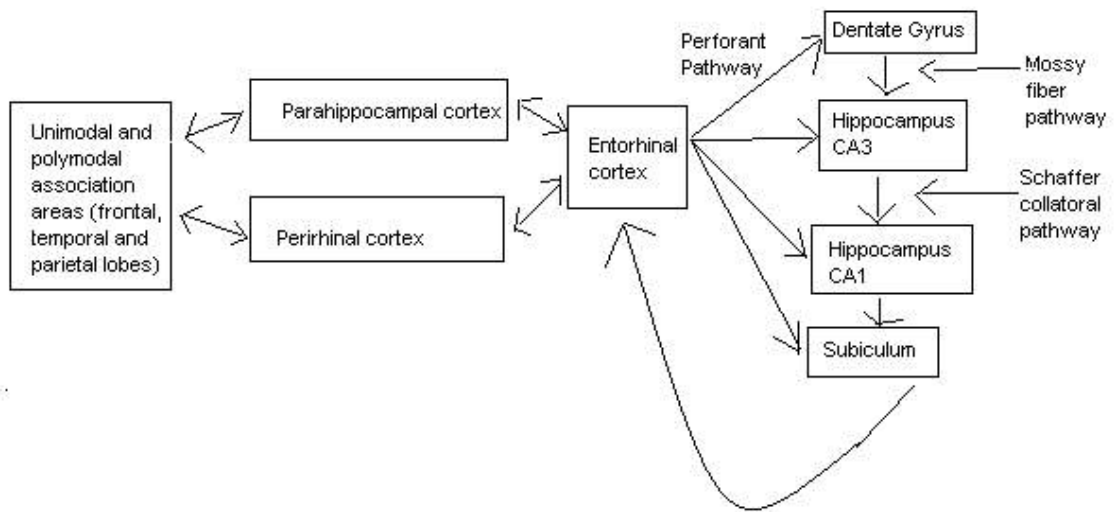 Unimodal and
polymodal
association
areas (frontal,
temporal and
parietal lobes)
Parahippocampal cortex
Perirhinal cortex
Entorhinal
cortex
Perforant
Pathway
Dentate Gyrus
Mossy
fiber
pathway
Hippocampus
CA3
Schaffer
collatoral
pathway
Hippocampus
CA1
Subiculum